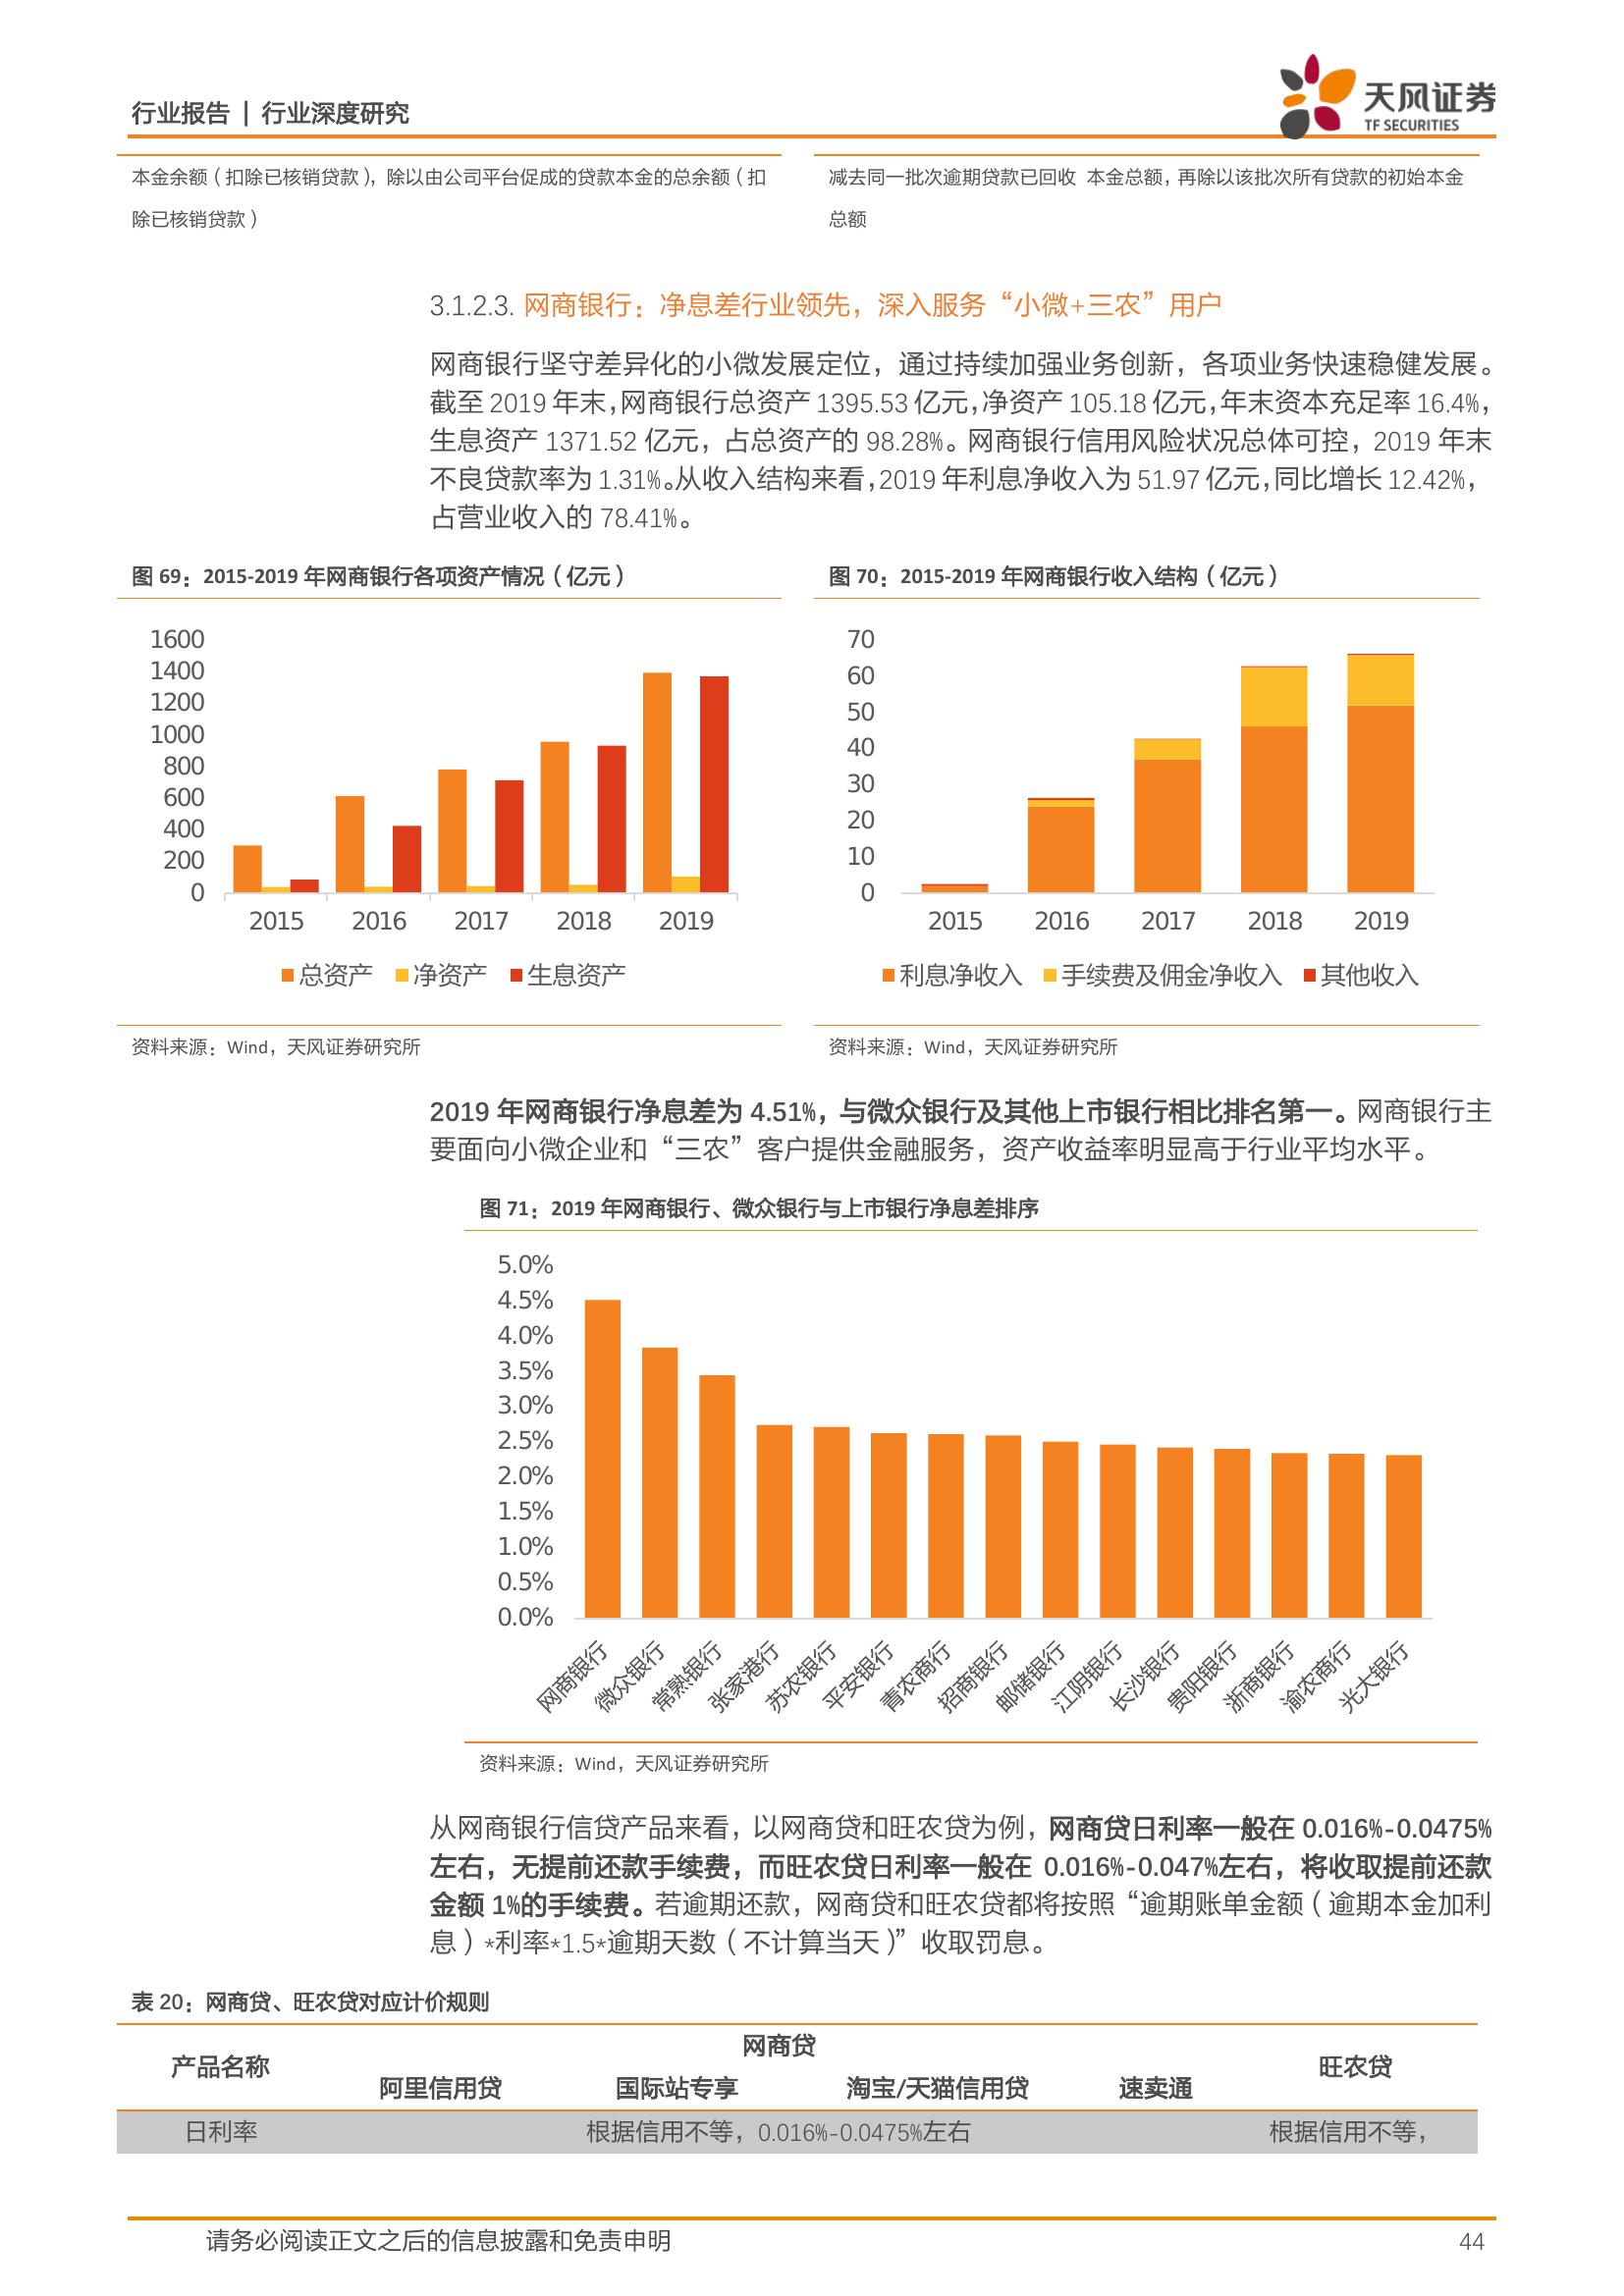 行业报告 | 行业深度研究
天风证券
TF SECURITIES
本金余额（扣除已核销贷款），除以由公司平台促成的贷款本金的总余额（扣
除已核销贷款）
减去同一批次逾期贷款已回收 本金总额，再除以该批次所有贷款的初始本金
总额
3.1.2.3. 网商银行：净息差行业领先，深入服务“小微+三农”用户
网商银行坚守差异化的小微发展定位，通过持续加强业务创新，各项业务快速稳健发展。
截至 2019 年末，网商银行总资产 1395.53 亿元，净资产 105.18 亿元，年末资本充足率 16.4%，
生息资产 1371.52 亿元，占总资产的 98.28%。网商银行信用风险状况总体可控，2019 年末
不良贷款率为 1.31%。从收入结构来看，2019 年利息净收入为 51.97 亿元，同比增长 12.42%，
占营业收入的 78.41%。
图 69：2015-2019 年网商银行各项资产情况（亿元）
1600
1400
1200
1000
800
600
400
200
0
2015 2016 2017 2018 2019
总资产 净资产 生息资产
资料来源：Wind，天风证券研究所
图 70：2015-2019 年网商银行收入结构（亿元）
70
60
50
40
30
20
10
0
2015 2016 2017 2018 2019
利息净收入 手续费及佣金净收入 其他收入
资料来源：Wind，天风证券研究所
2019 年网商银行净息差为 4.51%，与微众银行及其他上市银行相比排名第一。网商银行主
要面向小微企业和“三农”客户提供金融服务，资产收益率明显高于行业平均水平。
图 71：2019 年网商银行、微众银行与上市银行净息差排序
5.0%
4.5%
4.0%
3.5%
3.0%
2.5%
2.0%
1.5%
1.0%
0.5%
0.0%
网商银行 微众银行 常熟银行 张家港行 苏农银行 平安银行 青农商行 招商银行 邮储银行 江阴银行 长沙银行 贵阳银行 浙商银行 渝农商行 光大银行
资料来源：Wind，天风证券研究所
从网商银行信贷产品来看，以网商贷和旺农贷为例，网商贷日利率一般在 0.016%-0.0475%
左右，无提前还款手续费，而旺农贷日利率一般在 0.016%-0.047%左右，将收取提前还款
金额 1%的手续费。若逾期还款，网商贷和旺农贷都将按照“逾期账单金额（逾期本金加利
息）*利率*1.5*逾期天数（不计算当天）”收取罚息。
表 20：网商贷、旺农贷对应计价规则
产品名称 网商贷 旺农贷
阿里信用贷 国际站专享 淘宝/天猫信用贷 速卖通
日利率 根据信用不等，0.016%-0.0475%左右 根据信用不等，
请务必阅读正文之后的信息披露和免责申明 44